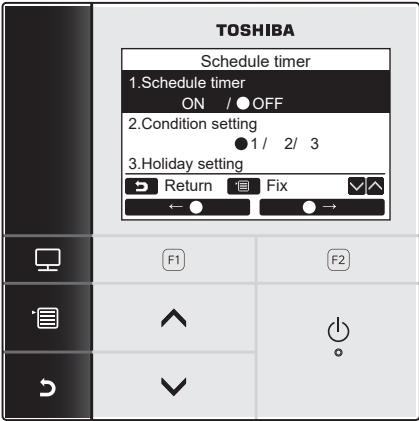 TOSHIBA
Schedule timer
1.Schedule timer
ON / ●OFF
2.Condition setting
●1 / 2/ 3
3.Holiday setting
Return Fix
← ● ● →
F1 F2